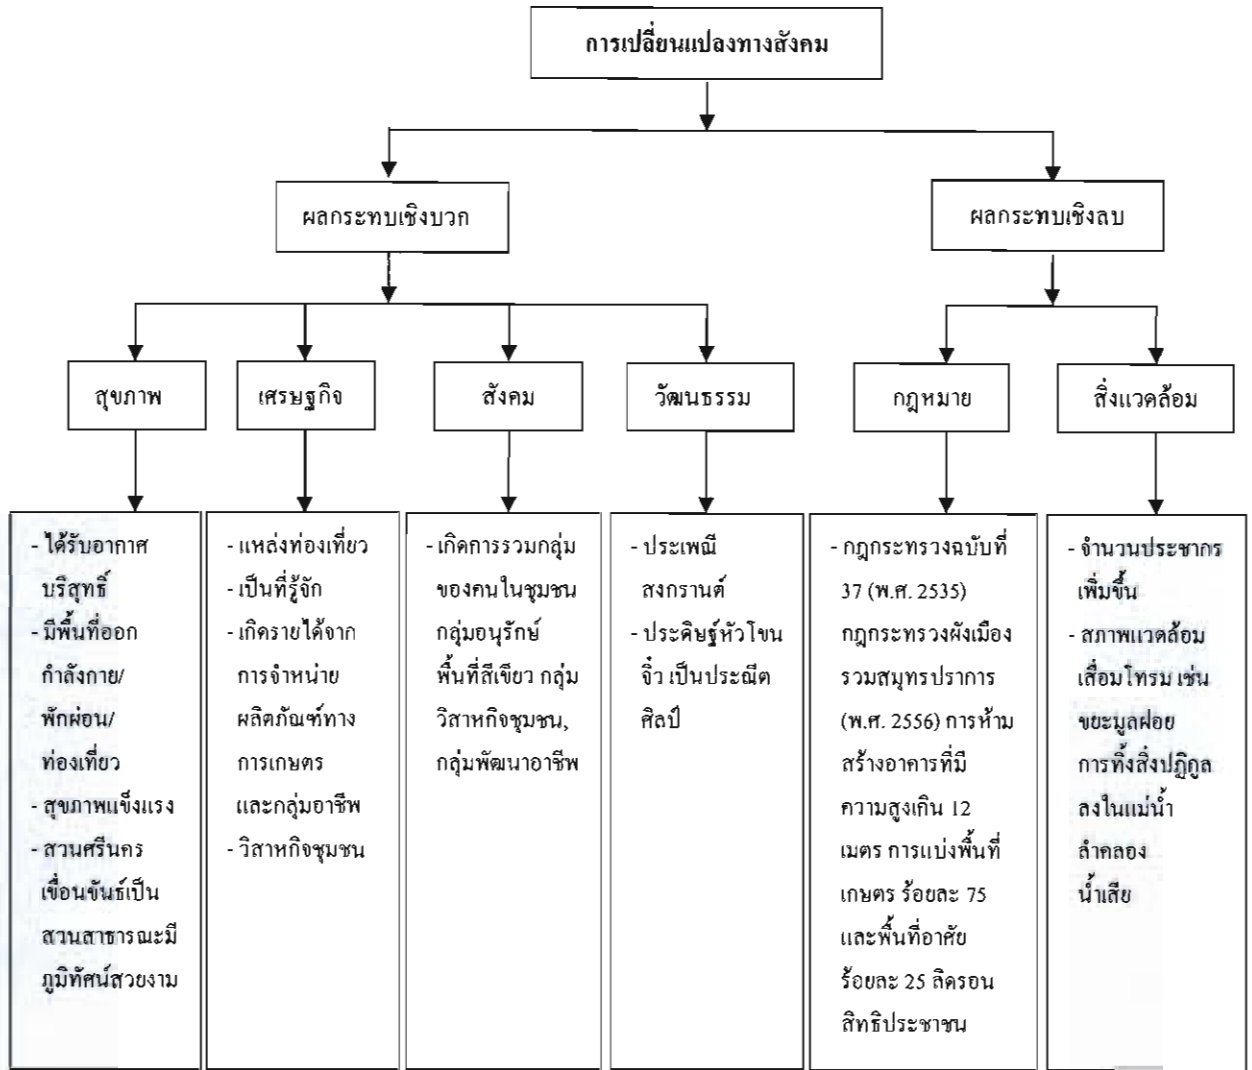 การเปลี่ยนแปลงทางสังคม
ผลกระทบเชิงบวก
ผลกระทบเชิงลบ
สุขภาพ
เศรษฐกิจ
สังคม
วัฒนธรรม
กฎหมาย
สิ่งแวดล้อม
- ได้รับอากาศ
บริสุทธิ์
- มีพื้นที่ออก
กำลังกาย/
พักผ่อน/
ท่องเที่ยว
- สุขภาพแข็งแรง
- สวนศรีนคร
เขื่อนขันธ์เป็น
สวนสาธารณะมี
ภูมิทัศน์สวยงาม
- แหล่งท่องเที่ยว
- เป็นที่รู้จัก
- เกิดรายได้จาก
การจำหน่าย
ผลิตภัณฑ์ทาง
การเกษตร
และกลุ่มอาชีพ
- วิสาหกิจชุมชน
- เกิดการรวมกลุ่ม
ของคนในชุมชน
กลุ่มอนุรักษ์
พื้นที่สีเขียว กลุ่ม
วิสาหกิจชุมชน,
กลุ่มพัฒนาอาชีพ
- ประเพณี
สงกรานต์
- ประดิษฐ์หัวโขน
จิ๋ว เป็นประณีต
ศิลป์
- กฎกระทรวงฉบับที่
37 (พ.ศ. 2535)
กฎกระทรวงผังเมือง
รวมสมุทรปราการ
(พ.ศ. 2556) การห้าม
สร้างอาคารที่มี
ความสูงเกิน 12
เมตร การแบ่งพื้นที่
เกษตร ร้อยละ 75
และพื้นที่อาศัย
ร้อยละ 25 ลิดรอน
สิทธิประชาชน
- จำนวนประชากร
เพิ่มขึ้น
- สภาพแวดล้อม
เสื่อมโทรม เช่น
ขยะมูลฝอย
การทิ้งสิ่งปฏิกูล
ลงในแม่น้ำ
ลำคลอง
น้ำเสีย